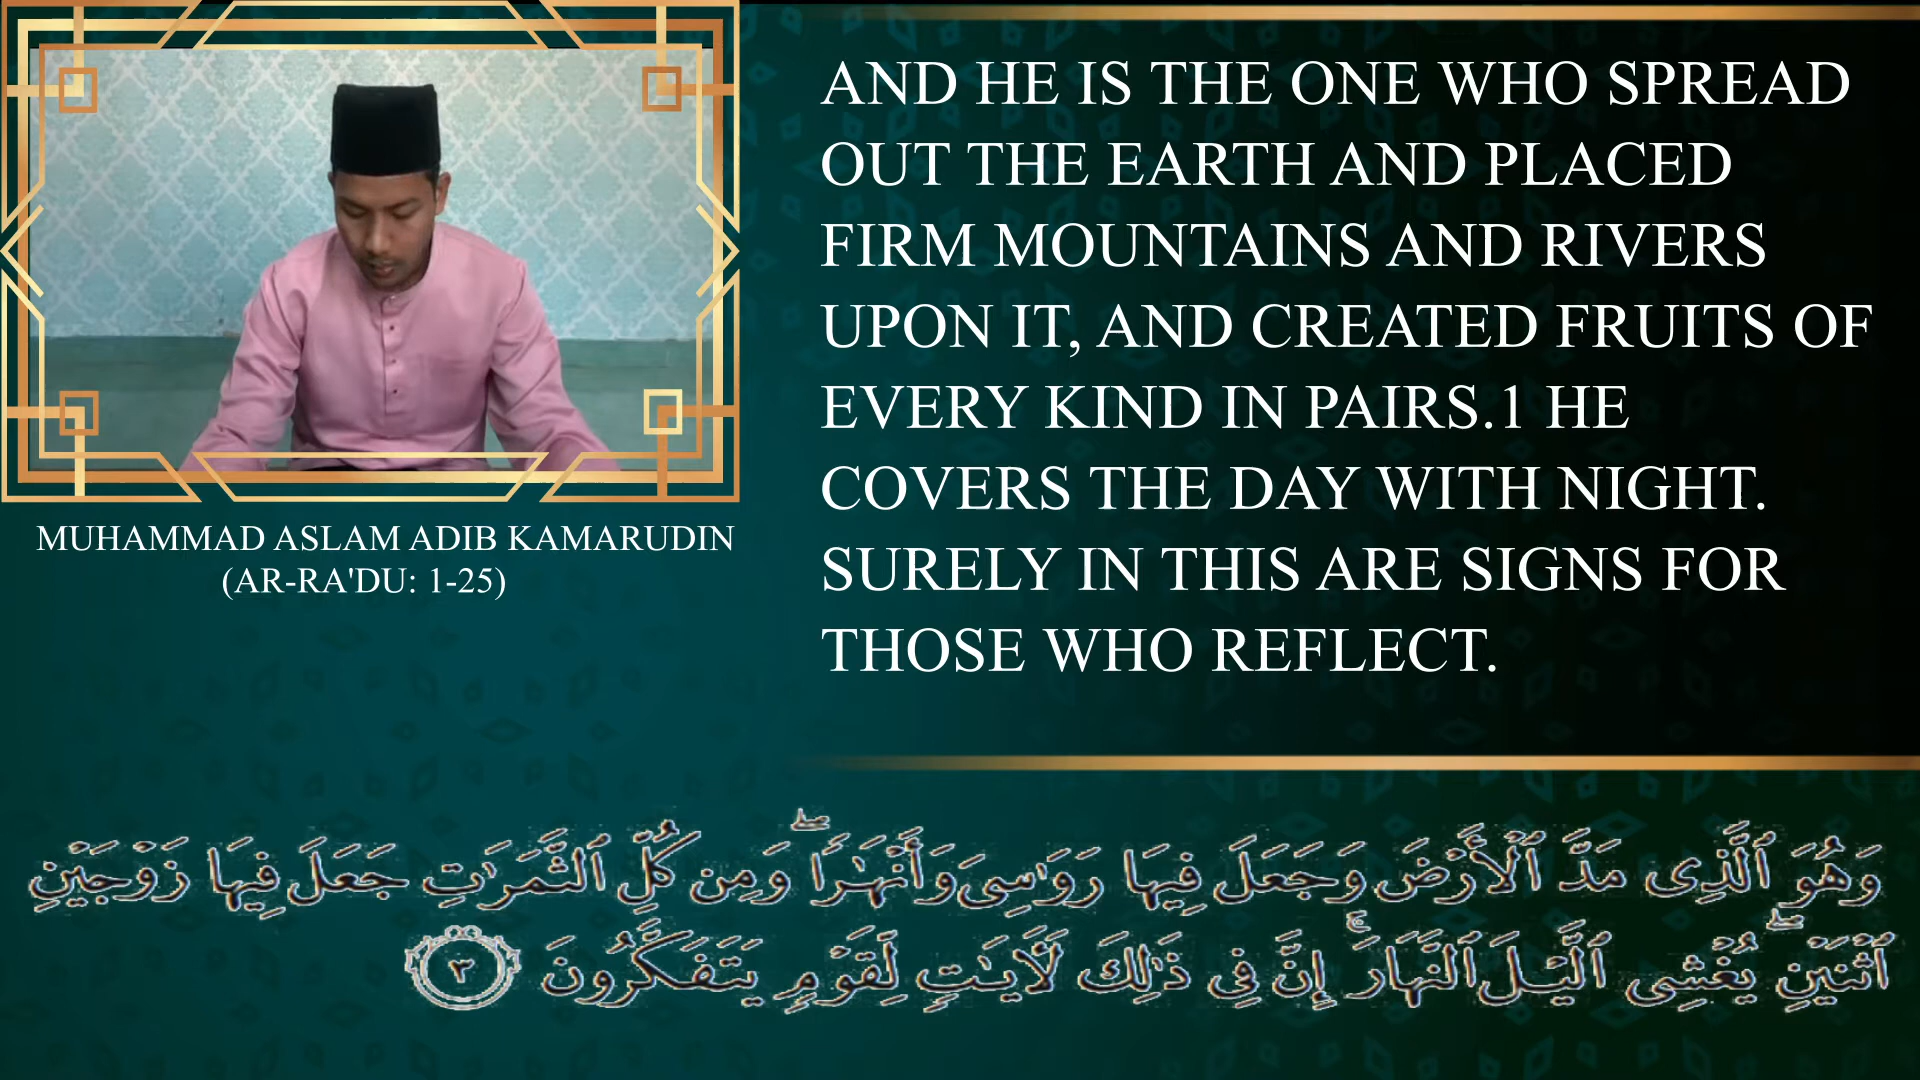 AND HE IS THE ONE WHO SPREAD
OUT THE EARTH AND PLACED
FIRM MOUNTAINS AND RIVERS
UPON IT, AND CREATED FRUITS OF
EVERY KIND IN PAIRS.1 HE
COVERS THE DAY WITH NIGHT.
SURELY IN THIS ARE SIGNS FOR
THOSE WHO REFLECT.
MUHAMMAD ASLAM ADIB KAMARUDIN
(AR-RA'DU: 1-25)
وَهُوَ ٱلَّذِى مَدَّ ٱلْأَرْضَ وَجَعَلَ فِيهَا رَوَٰسِىَ وَأَنْهَـٰرًا ۖ وَمِن كُلِّ ٱلثَّمَرَٰتِ جَعَلَ فِيهَا زَوْجَيْنِ
ٱثْنَيْنِ ۖ يُغْشِى ٱلَّيْلَ ٱلنَّهَارَ ۚ إِنَّ فِى ذَٰلِكَ لَـَٔايَـٰتٍ لِّقَوْمٍ يَتَفَكَّرُونَ ٣